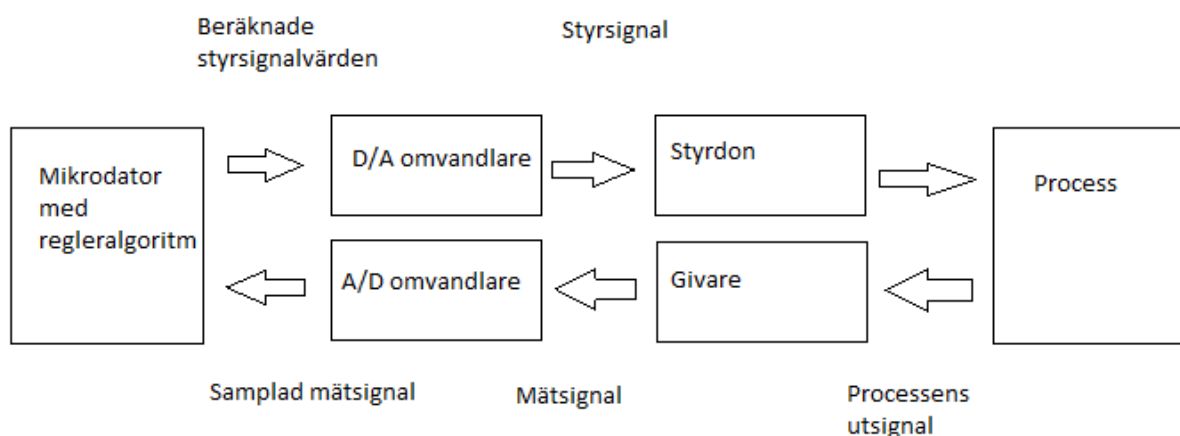 Beräknade
styrsignalvärden
Styrsignal
Mikrodator
med
regleralgoritm
D/A omvandlare
Styrdon
Process
A/D omvandlare
Givare
Samplad mätsignal
Mätsignal
Processens
utsignal